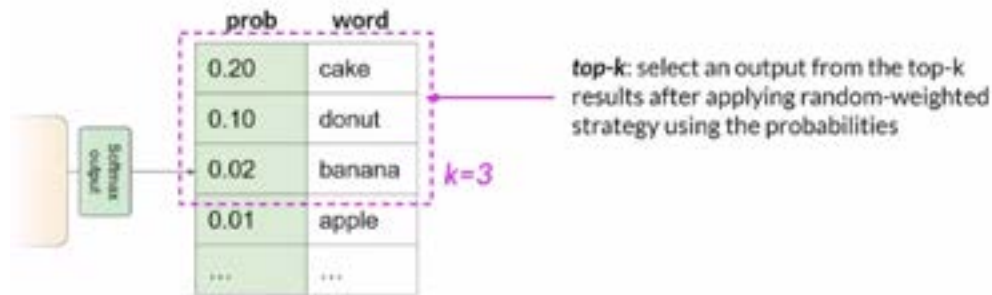 prob word
0.20 cake
0.10 donut
0.02 banana
0.01 apple
... ...
Softmax
output
k=3
top-k: select an output from the top-k
results after applying random-weighted
strategy using the probabilities